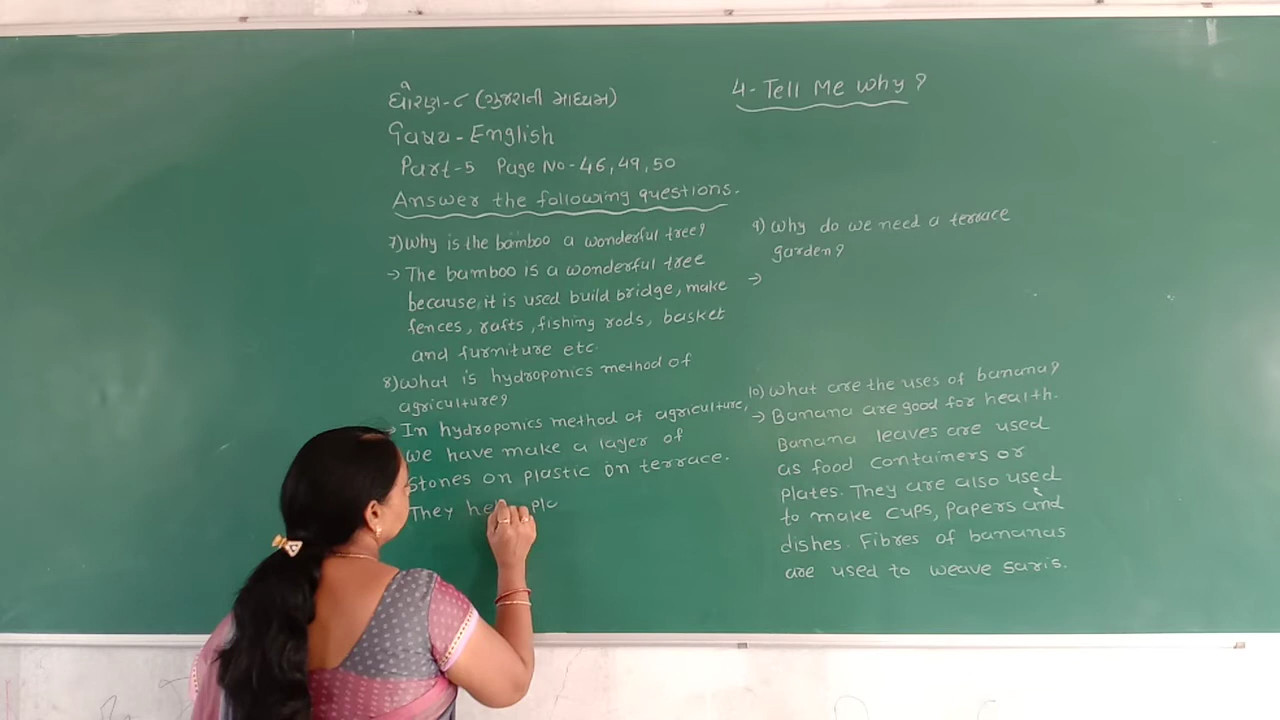 ધોરણ-૮ (ગુજરાતી માધ્યમ)
વિષય-English
Part-5 Page No-46,49,50
Answer the following questions.
7) Why is the bamboo a wonderful tree?
→ The bamboo is a wonderful tree
because it is used build bridge, make
fences, rafts, fishing rods, basket
and furniture etc.
8) What is hydroponics method of
agriculture?
→ In hydroponics method of agriculture,
we have make a layer of
stones on plastic on terrace.
They
4-Tell Me Why?
9) Why do we need a terrace
garden?
→
10) What are the uses of banana?
→ Banana are good for health.
Banana leaves are used
as food containers or
plates. They are also used
to make cups, papers and
dishes. Fibres of bananas
are used to weave saris.